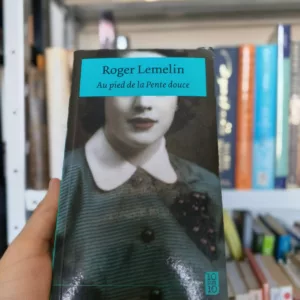 Roger Lemelin
Au pied de la Pente douce